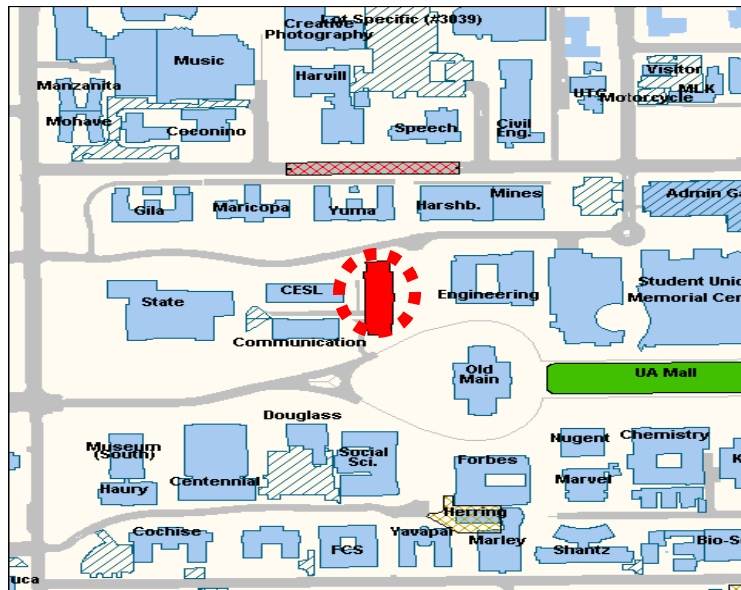 Lot Specific (#3039)
Creative
Photography
Music
Visitor
Harvill
Manzanita
UTC
MLK
Motorcycle
Mohave
Coconino
Speech
Civil
Eng.
Gila
Maricopa
Yuma
Harshb.
Mines
Admin Ga
State
CESL
Engineering
Student Unio
Memorial Cen
Communication
Old
Main
UA Mall
Douglass
Museum
(South)
Social
Sci.
Nugent
Chemistry
K
Centennial
Haury
Forbes
Marvel
Herring
Cochise
FCS
Yavapai
Marley
Shantz
Bio-S
uca